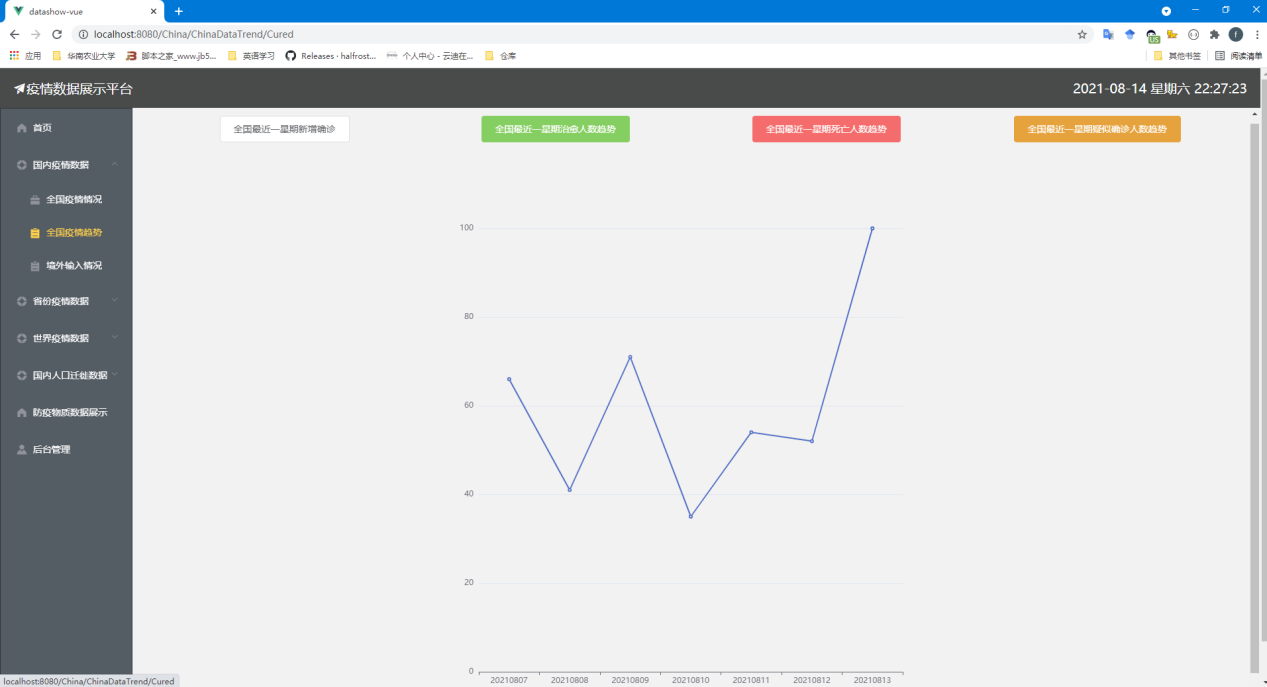 datashow-vue
localhost:8080/China/ChinaDataTrend/Cured
应用 华南农业大学 脚本之家_www.jb5... 英语学习 Releases · halfrost... 个人中心 - 云迹在... 仓库 其他书签 阅读清单
疫情数据展示平台
2021-08-14 星期六 22:27:23
首页
国内疫情数据
全国疫情情况
全国疫情趋势
境外输入情况
省份疫情数据
世界疫情数据
国内人口迁徙数据
防疫物质数据展示
后台管理
全国最近一星期新增确诊
全国最近一星期治愈人数趋势
全国最近一星期死亡人数趋势
全国最近一星期疑似确诊人数趋势
100
80
60
40
20
0
20210807 20210808 20210809 20210810 20210811 20210812 20210813
localhost:8080/China/ChinaDataTrend/Cured